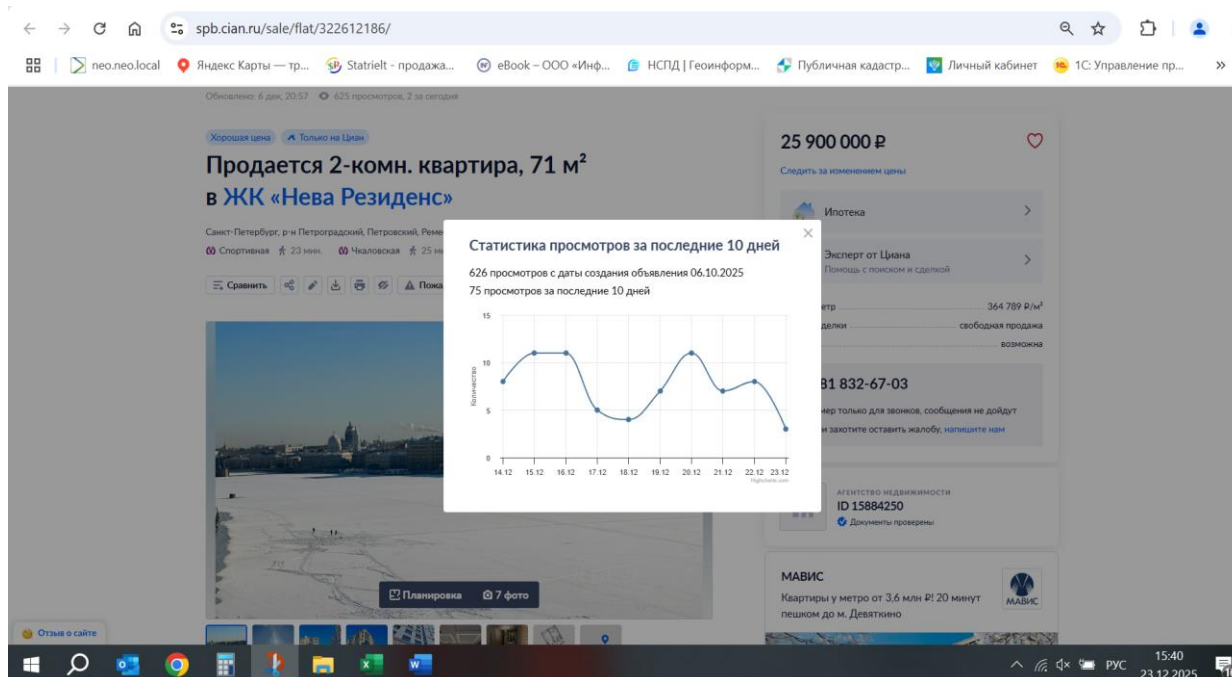 spb.cian.ru/sale/flat/322612186/
neo.neo.local Яндекс Карты — тр... Statrielt - продажа... eBook – ООО «Инф... НСПД | Геоинформ... Публичная кадастр... Личный кабинет 1С: Управление пр... »
Обновлено: 6 дек, 20:57 625 просмотров, 2 за сегодня
Хорошая цена Только на Циан
Продается 2-комн. квартира, 71 м²
в ЖК «Нева Резиденс»
Санкт-Петербург, р-н Петроградский, Петровский, Реме
Спортивная 23 мин. Чкаловская 25 м
Сравнить Пожа
Планировка 7 фото
25 900 000 ₽
Следить за изменением цены
Ипотека
Эксперт от Циана
Помощь с поиском и сделкой
етр 364 789 ₽/м²
делки свободная продажа
возможна
81 832-67-03
мер только для звонков, сообщения не дойдут
и захотите оставить жалобу, напишите нам
АГЕНТСТВО НЕДВИЖИМОСТИ
ID 15884250
Документы проверены
МАВИС
Квартиры у метро от 3,6 млн ₽! 20 минут
пешком до м. Девяткино
МАВИС
Статистика просмотров за последние 10 дней
626 просмотров с даты создания объявления 06.10.2025
75 просмотров за последние 10 дней
Количество
15
10
5
0
14.12 15.12 16.12 17.12 18.12 19.12 20.12 21.12 22.12 23.12
Highcharts.com
Отзыв о сайте
РУС
15:40
23.12.2025